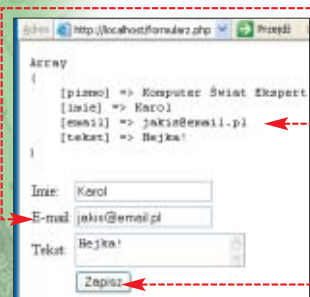 Adres http://localhost/formularz.php Przejdź
Array
(
[pismo] => Komputer Świat Ekspert
[imie] => Karol
[email] => jakis@email.pl
[tekst] => Hejka!
)
Imie: Karol
E-mail: jakis@email.pl
Tekst: Hejka!
Zapisz